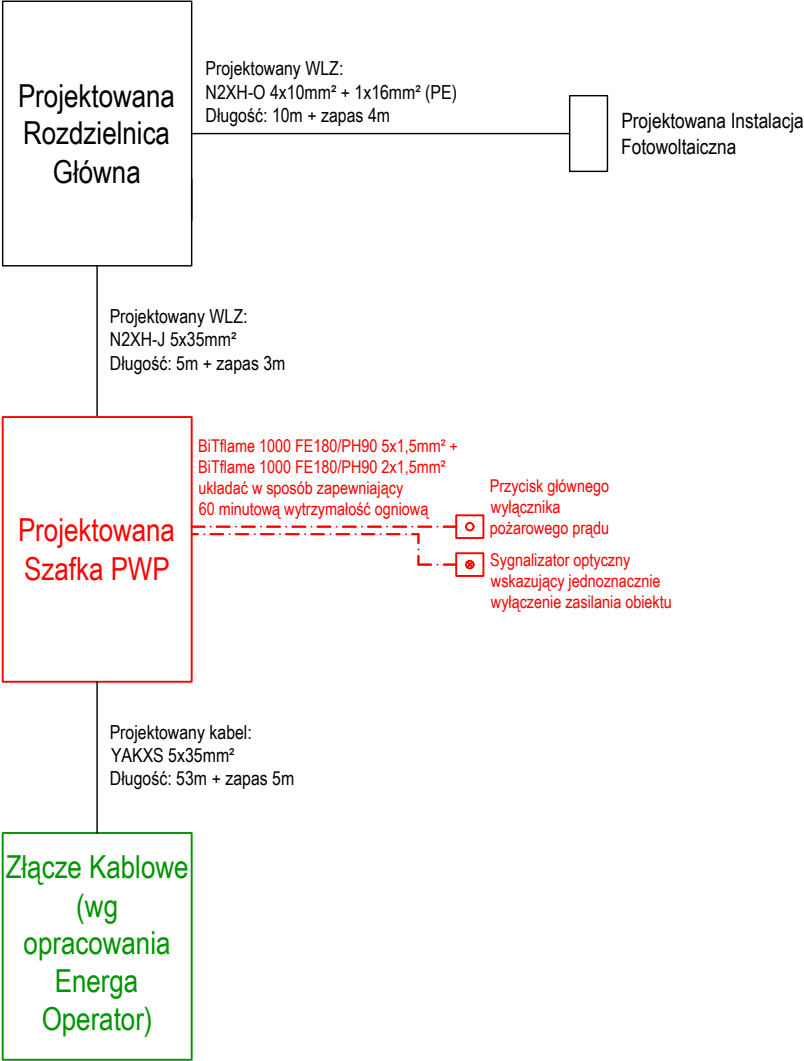 Projektowana
Rozdzielnica
Główna
Projektowany WLZ:
N2XH-O 4x10mm² + 1x16mm² (PE)
Długość: 10m + zapas 4m
Projektowana Instalacja
Fotowoltaiczna
Projektowany WLZ:
N2XH-J 5x35mm²
Długość: 5m + zapas 3m
Projektowana
Szafka PWP
BiTflame 1000 FE180/PH90 5x1,5mm² +
BiTflame 1000 FE180/PH90 2x1,5mm²
układać w sposób zapewniający
60 minutową wytrzymałość ogniową
Przycisk głównego
wyłącznika
pożarowego prądu
Sygnalizator optyczny
wskazujący jednoznacznie
wyłączenie zasilania obiektu
Projektowany kabel:
YAKXS 5x35mm²
Długość: 53m + zapas 5m
Złącze Kablowe
(wg
opracowania
Energa
Operator)